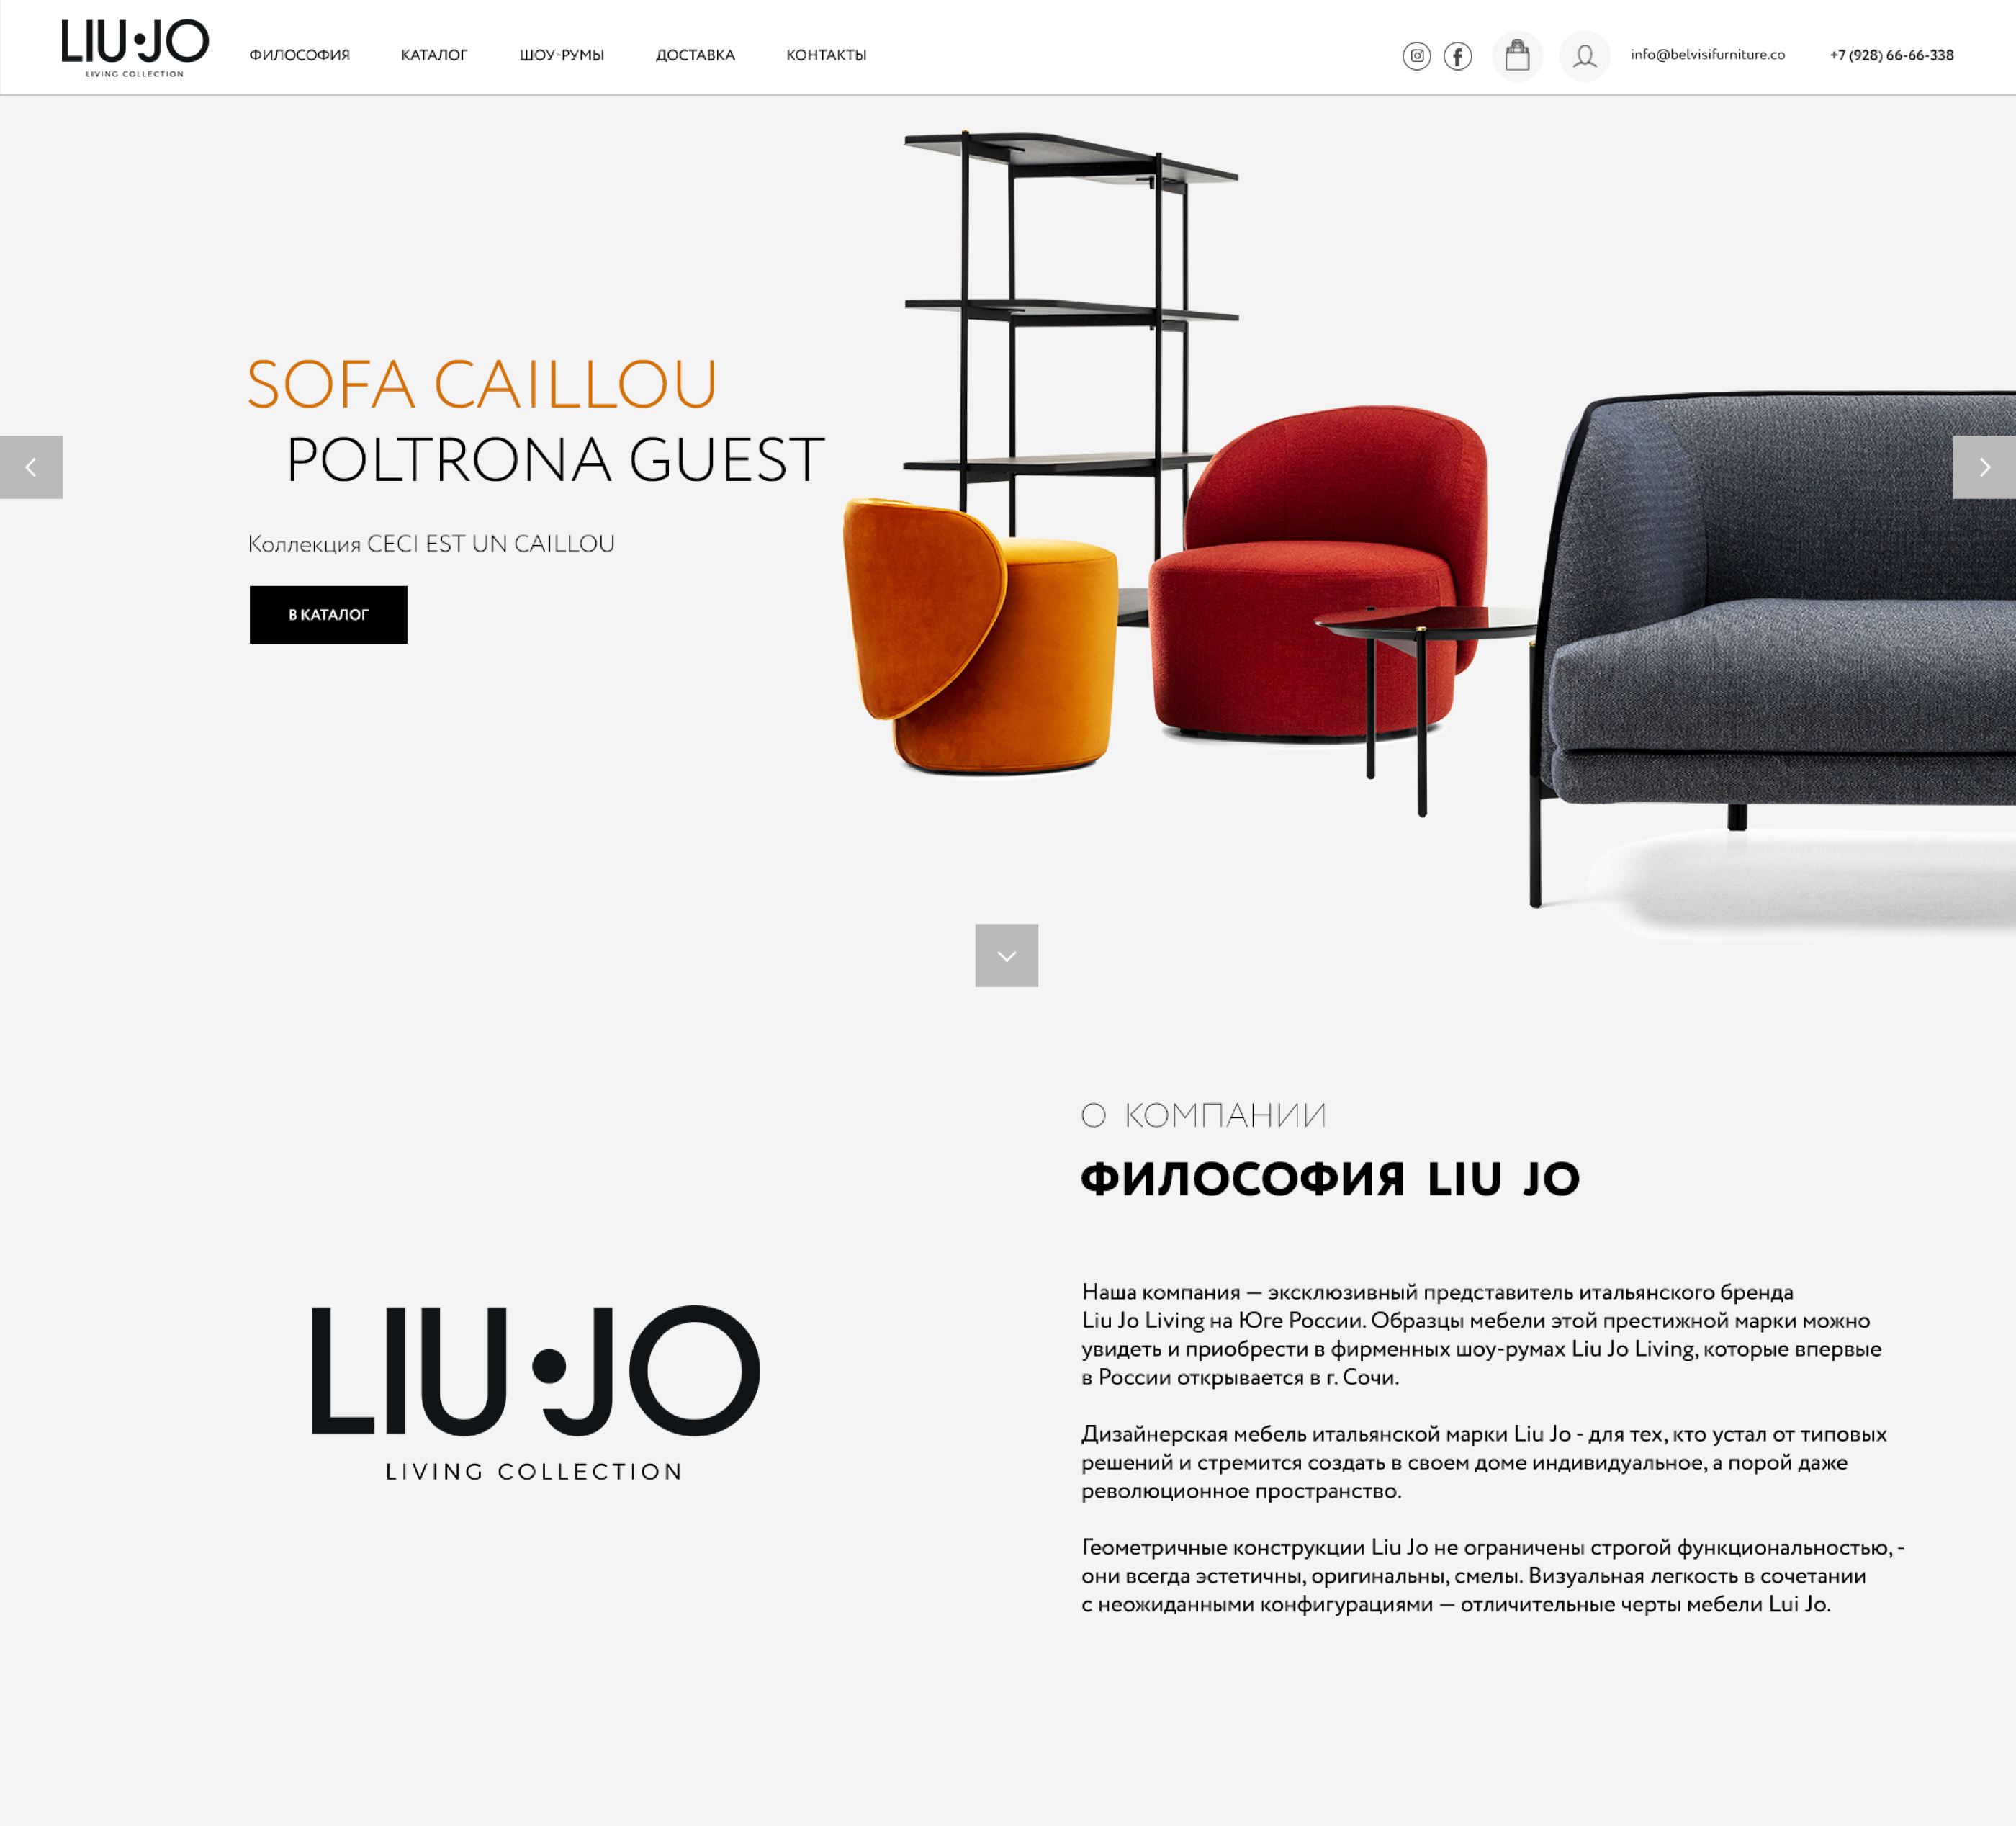 LIU·JO
LIVING COLLECTION
ФИЛОСОФИЯ
КАТАЛОГ
ШОУ-РУМЫ
ДОСТАВКА
КОНТАКТЫ
info@belvisifurniture.co
+7 (928) 66-66-338
SOFA CAILLOU
POLTRONA GUEST
Коллекция CECI EST UN CAILLOU
В КАТАЛОГ
О КОМПАНИИ
ФИЛОСОФИЯ LIU JO
LIU·JO
LIVING COLLECTION
Наша компания — эксклюзивный представитель итальянского бренда
Liu Jo Living на Юге России. Образцы мебели этой престижной марки можно
увидеть и приобрести в фирменных шоу-румах Liu Jo Living, которые впервые
в России открывается в г. Сочи.
Дизайнерская мебель итальянской марки Liu Jo - для тех, кто устал от типовых
решений и стремится создать в своем доме индивидуальное, а порой даже
революционное пространство.
Геометричные конструкции Liu Jo не ограничены строгой функциональностью, -
они всегда эстетичны, оригинальны, смелы. Визуальная легкость в сочетании
с неожиданными конфигурациями — отличительные черты мебели Lui Jo.